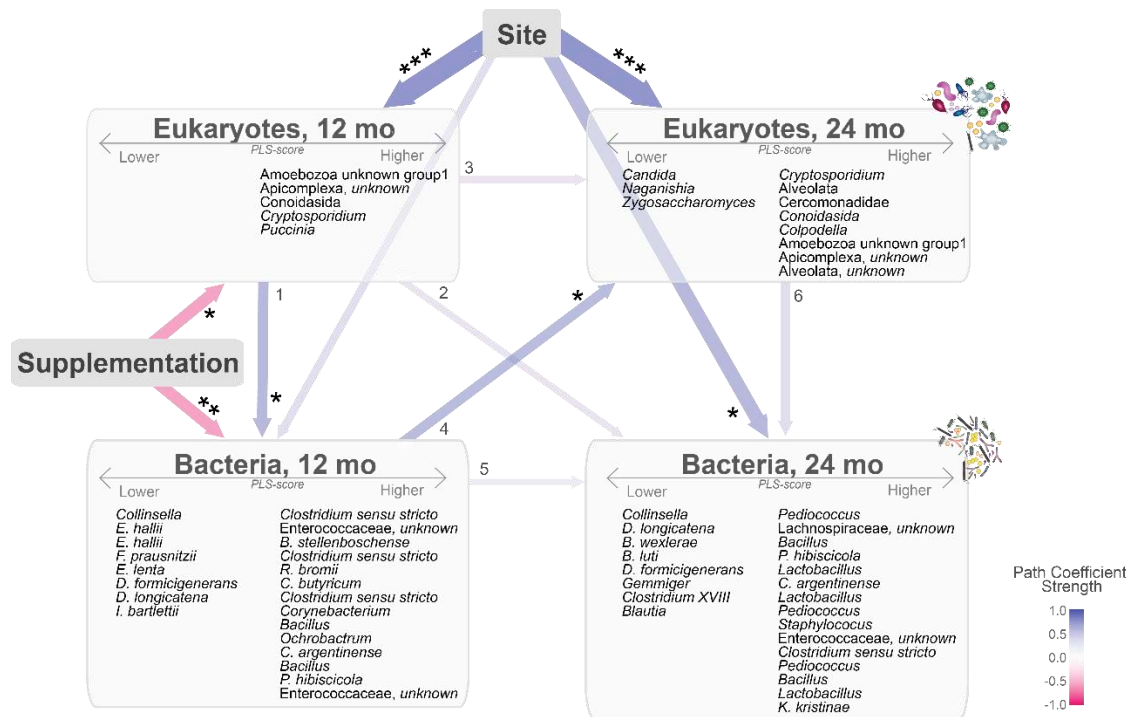 Site
***
***
Eukaryotes, 12 mo
PLS-score
Lower
Higher
Amoebozoa unknown group1
Apicomplexa, unknown
Conoidasida
Cryptosporidium
Puccinia
3
Eukaryotes, 24 mo
PLS-score
Lower
Higher
Candida
Naganishia
Zygosaccharomyces
Cryptosporidium
Alveolata
Cercomonadidae
Conoidasida
Colpodella
Amoebozoa unknown group1
Apicomplexa, unknown
Alveolata, unknown
1
2
*
6
*
Supplementation
**
*
*
4
5
Bacteria, 12 mo
PLS-score
Lower
Higher
Collinsella
E. hallii
E. hallii
F. prausnitzii
E. lenta
D. formicigenerans
D. longicatena
I. bartlettii
Clostridium sensu stricto
Enterococcaceae, unknown
B. stellenboschense
Clostridium sensu stricto
R. bromii
C. butyricum
Clostridium sensu stricto
Corynebacterium
Bacillus
Ochrobactrum
C. argentinense
Bacillus
P. hibiscicola
Enterococcaceae, unknown
Bacteria, 24 mo
PLS-score
Lower
Higher
Collinsella
D. longicatena
B. wexlerae
B. luti
D. formicigenerans
Gemmiger
Clostridium XVIII
Blautia
Pediococcus
Lachnospiraceae, unknown
Bacillus
P. hibiscicola
Lactobacillus
C. argentinense
Lactobacillus
Pediococcus
Staphylococus
Enterococcaceae, unknown
Clostridium sensu stricto
Pediococcus
Bacillus
Lactobacillus
K. kristinae
Path Coefficient
Strength
1.0
0.5
0.0
-0.5
-1.0